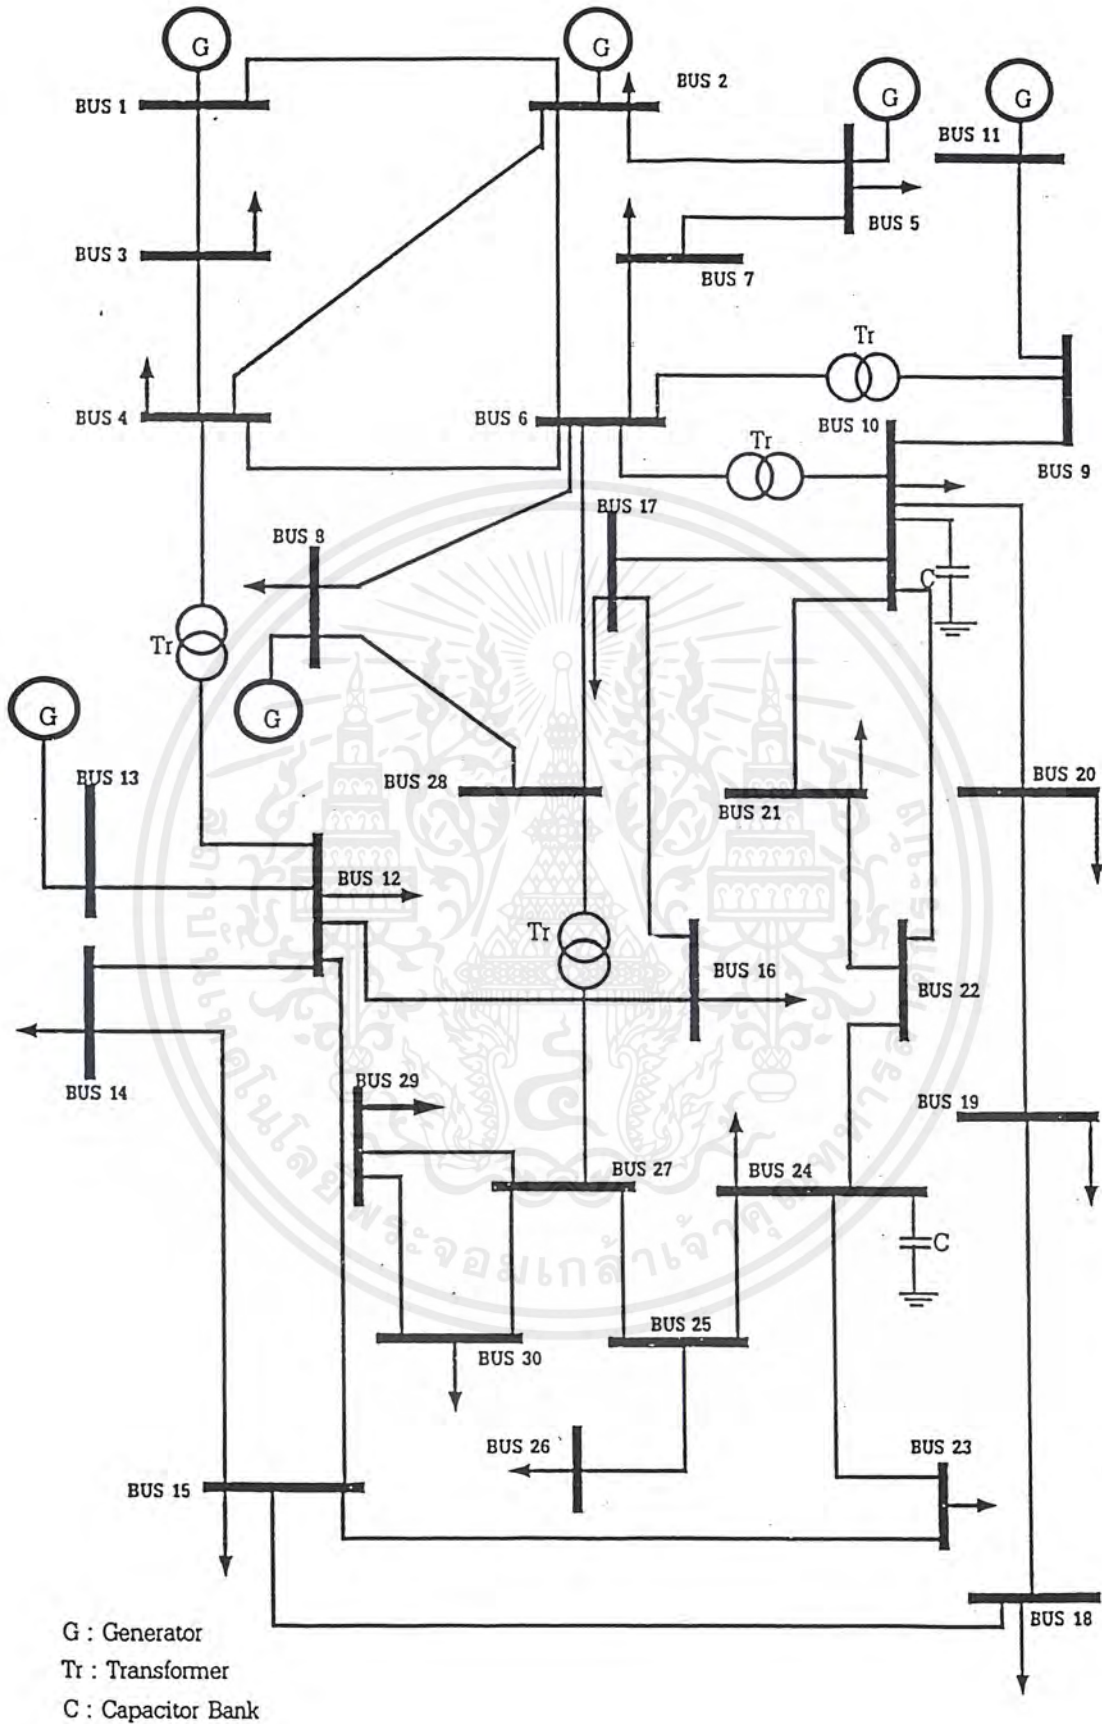 G
G
BUS 1
BUS 2
G
G
BUS 11
BUS 5
BUS 3
BUS 7
Tr
BUS 4
BUS 6
BUS 10
Tr
BUS 9
BUS 17
BUS 8
C
Tr
G
G
BUS 13
BUS 28
BUS 21
BUS 20
BUS 12
Tr
BUS 16
BUS 22
BUS 14
BUS 29
BUS 19
BUS 27
BUS 24
C
BUS 25
BUS 30
BUS 26
BUS 23
BUS 15
BUS 18
G : Generator
Tr : Transformer
C : Capacitor Bank